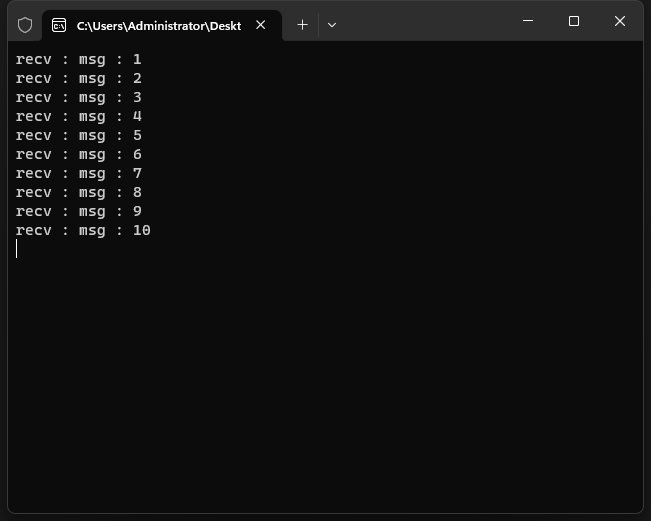 C:\Users\Administrator\Deskt
recv : msg : 1
recv : msg : 2
recv : msg : 3
recv : msg : 4
recv : msg : 5
recv : msg : 6
recv : msg : 7
recv : msg : 8
recv : msg : 9
recv : msg : 10